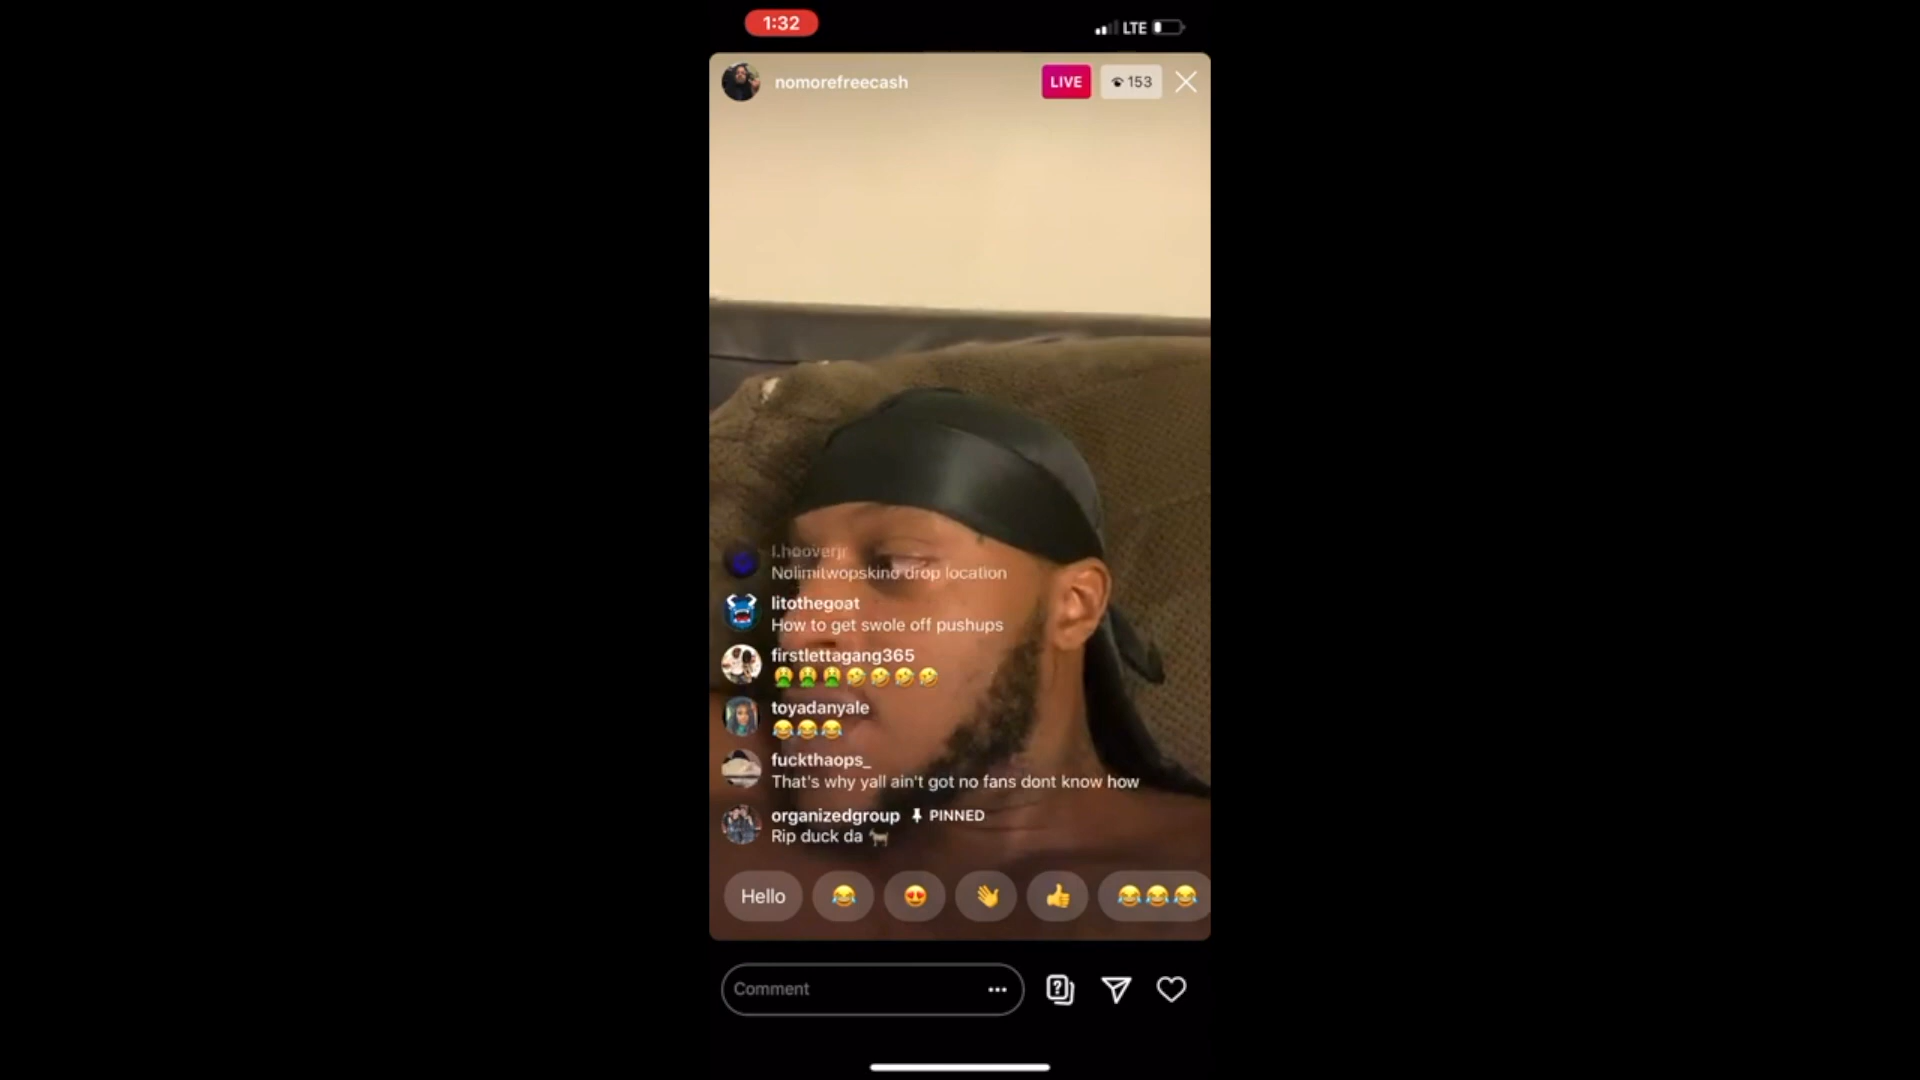 1:32
LTE
nomorefreecash
LIVE
153
l.hooverjr
Nolimitwopskino drop location
litothegoat
How to get swole off pushups
firstlettagang365
🤮🤮🤮🤣🤣🤣🤣
toyadanyale
😂😂😂
fuckthaops_
That's why yall ain't got no fans dont know how
organizedgroup PINNED
Rip duck da 🐐
Hello 😂 😍 👋 👍 😂😂😂
Comment